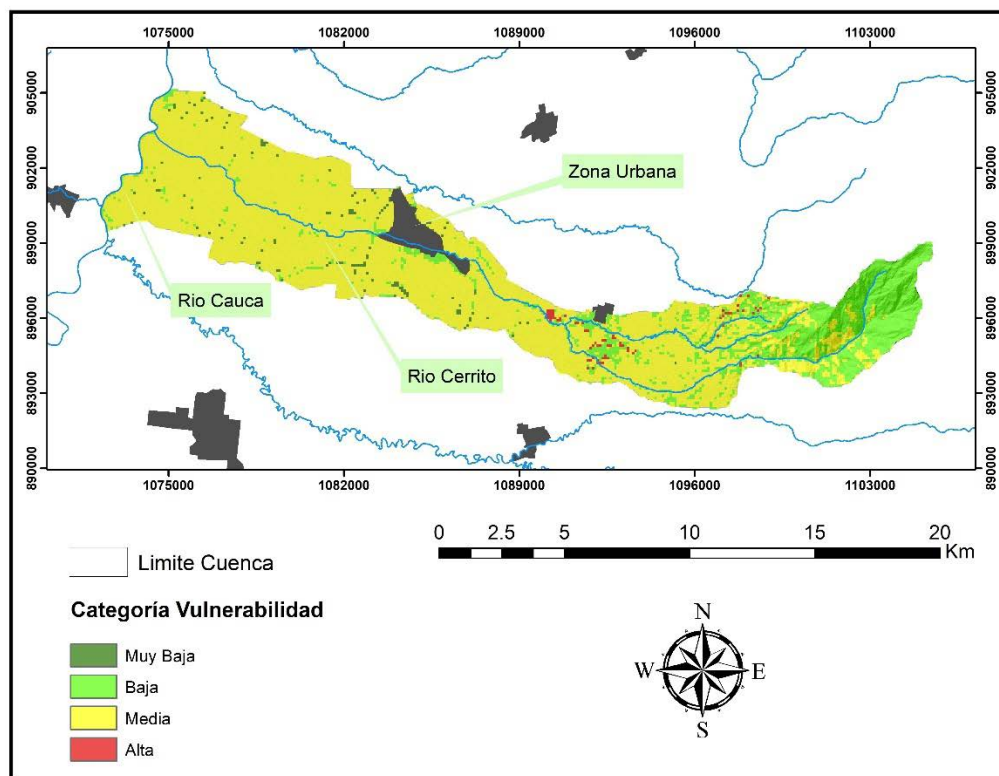 1075000 1082000 1089000 1096000 1103000
905000 905000
902000 902000
899000 899000
896000 896000
893000 893000
890000 890000
Zona Urbana
Rio Cauca
Rio Cerrito
1075000 1082000 1089000 1096000 1103000
0 2.5 5 10 15 20
Km
Limite Cuenca
Categoría Vulnerabilidad
Muy Baja
Baja
Media
Alta
N
W E
S